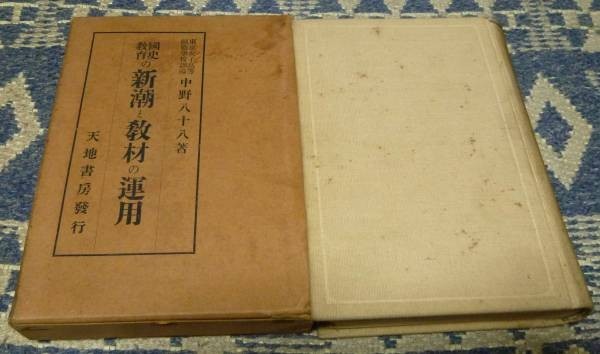 中野八十八著
國史
教育
の新潮と教材の運用
天地書房發行